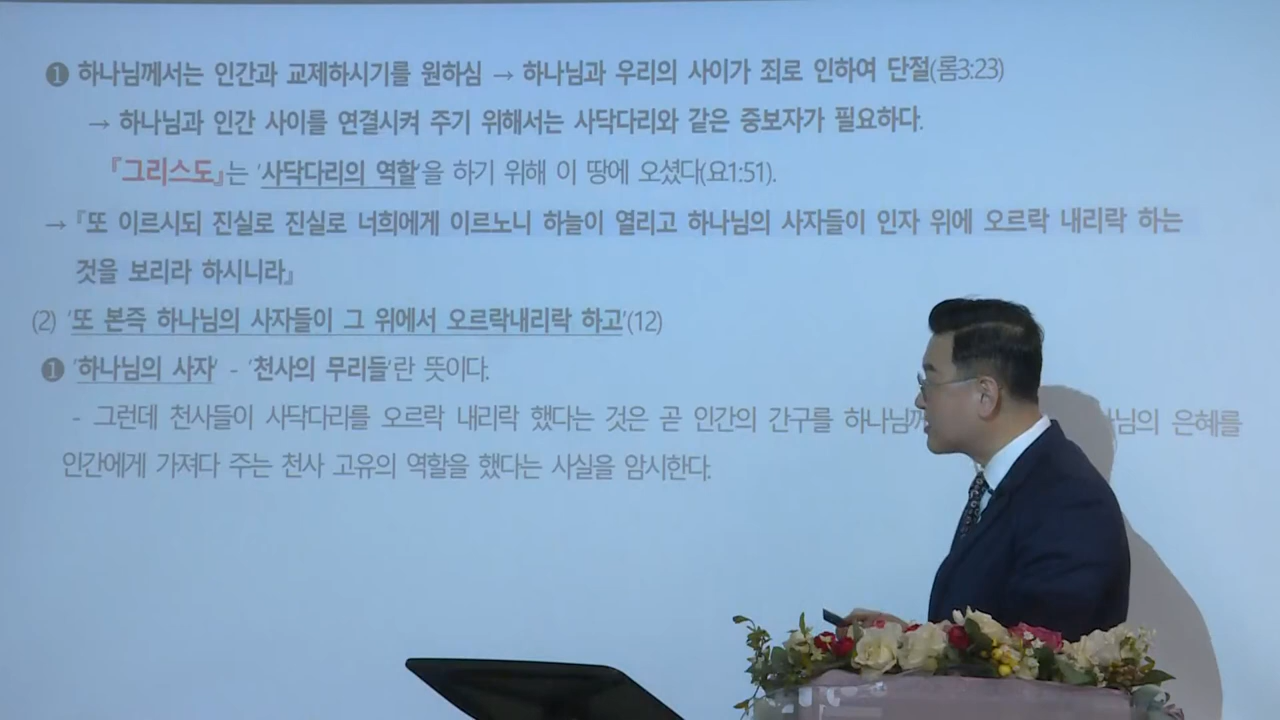 ❶ 하나님께서는 인간과 교제하시기를 원하심 → 하나님과 우리의 사이가 죄로 인하여 단절(롬3:23)
→ 하나님과 인간 사이를 연결시켜 주기 위해서는 사닥다리와 같은 중보자가 필요하다.
『그리스도』는 '사닥다리의 역할'을 하기 위해 이 땅에 오셨다(요1:51).
→ 『또 이르시되 진실로 진실로 너희에게 이르노니 하늘이 열리고 하나님의 사자들이 인자 위에 오르락 내리락 하는
것을 보리라 하시니라』
(2) '또 본즉 하나님의 사자들이 그 위에서 오르락내리락 하고'(12)
❶ '하나님의 사자' - '천사의 무리들'란 뜻이다.
- 그런데 천사들이 사닥다리를 오르락 내리락 했다는 것은 곧 인간의 간구를 은혜를
인간에게 가져다 주는 천사 고유의 역할을 했다는 사실을 암시한다.